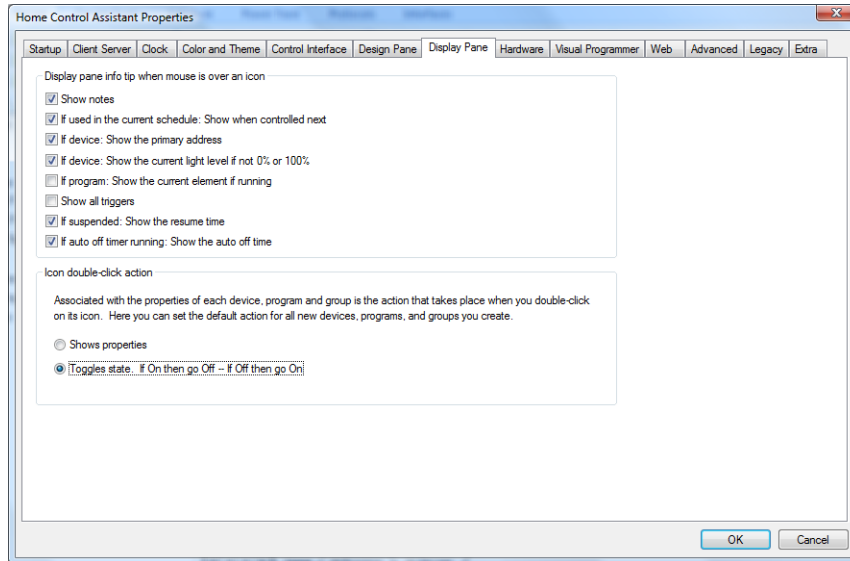 Home Control Assistant Properties
Startup Client Server Clock Color and Theme Control Interface Design Pane Display Pane Hardware Visual Programmer Web Advanced Legacy Extra
Display pane info tip when mouse is over an icon
Show notes
If used in the current schedule: Show when controlled next
If device: Show the primary address
If device: Show the current light level if not 0% or 100%
If program: Show the current element if running
Show all triggers
If suspended: Show the resume time
If auto off timer running: Show the auto off time
Icon double-click action
Associated with the properties of each device, program and group is the action that takes place when you double-click
on its icon. Here you can set the default action for all new devices, programs, and groups you create.
Shows properties
Toggles state. If On then go Off -- If Off then go On
OK Cancel